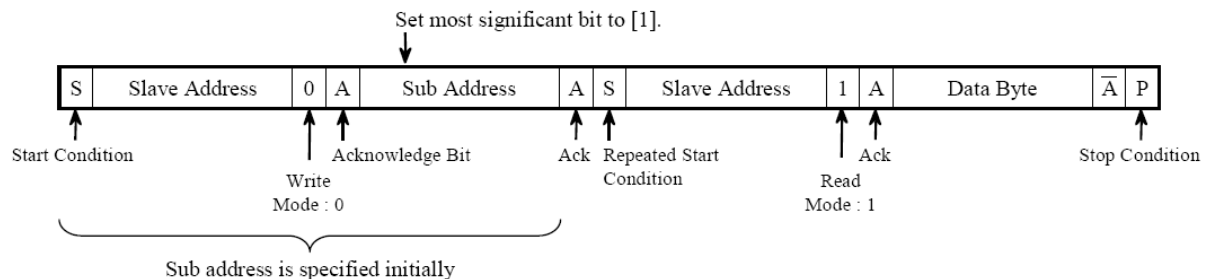 Set most significant bit to [1].
S Slave Address 0 A Sub Address A S Slave Address 1 A Data Byte A̅ P
Start Condition Acknowledge Bit Ack Repeated Start Ack Stop Condition
Condition
Write Read
Mode : 0 Mode : 1
Sub address is specified initially